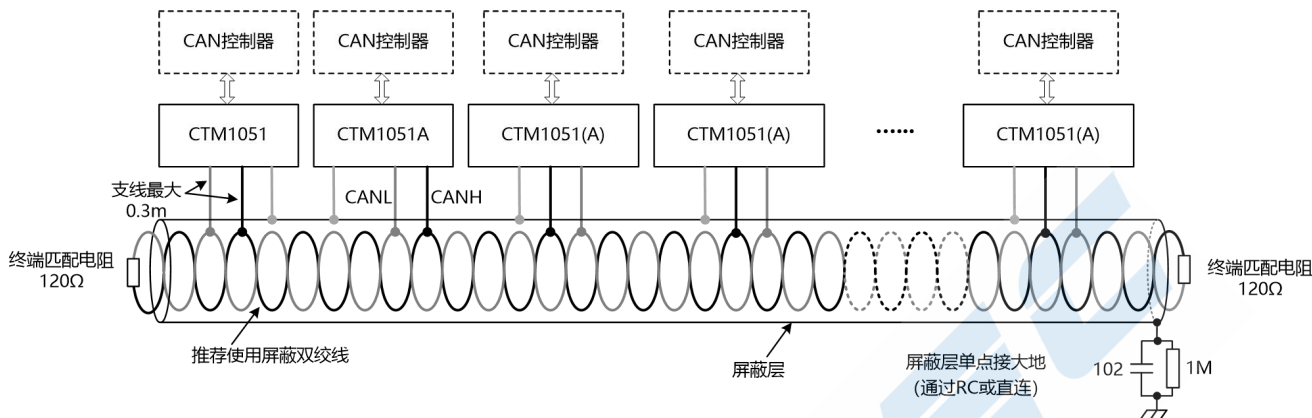 CAN控制器
CAN控制器
CAN控制器
CAN控制器
CAN控制器
CTM1051
CTM1051A
CTM1051(A)
CTM1051(A)
……
CTM1051(A)
支线最大
0.3m
CANL
CANH
终端匹配电阻
120Ω
终端匹配电阻
120Ω
推荐使用屏蔽双绞线
屏蔽层
屏蔽层单点接大地
(通过RC或直连)
102
1M